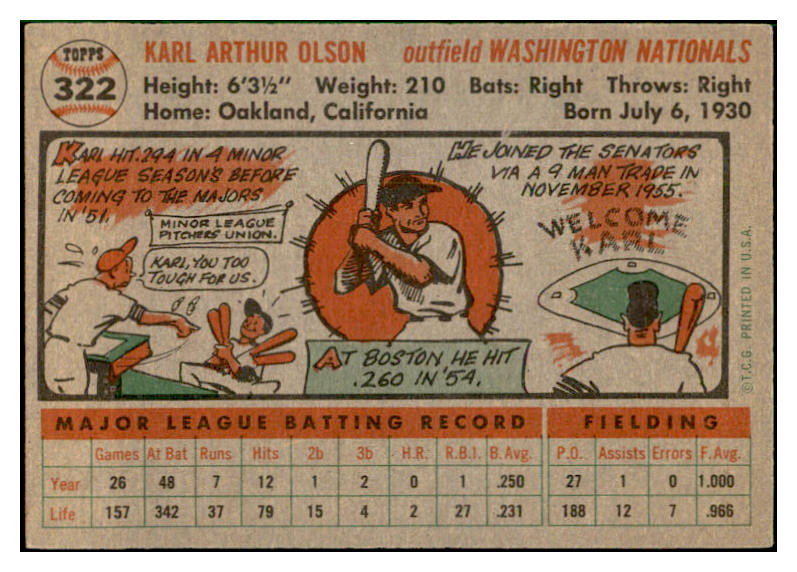 TOPPS
322
KARL ARTHUR OLSON outfield WASHINGTON NATIONALS
Height: 6'3½" Weight: 210 Bats: Right Throws: Right
Home: Oakland, California Born July 6, 1930
KARL HIT .294 IN 4 MINOR
LEAGUE SEASONS BEFORE
COMING TO THE MAJORS
IN '51.
MINOR LEAGUE
PITCHERS UNION.
KARL, YOU TOO
TOUGH FOR US.
AT BOSTON HE HIT
.260 IN '54.
HE JOINED THE SENATORS
VIA A 9 MAN TRADE IN
NOVEMBER 1955.
WELCOME
KARL
©T.C.G. PRINTED IN U.S.A.
MAJOR LEAGUE BATTING RECORD FIELDING
Games At Bat Runs Hits 2b 3b H.R. R.B.I. B. Avg. P.O. Assists Errors F. Avg.
Year 26 48 7 12 1 2 0 1 .250 27 1 0 1.000
Life 157 342 37 79 15 4 2 27 .231 188 12 7 .966